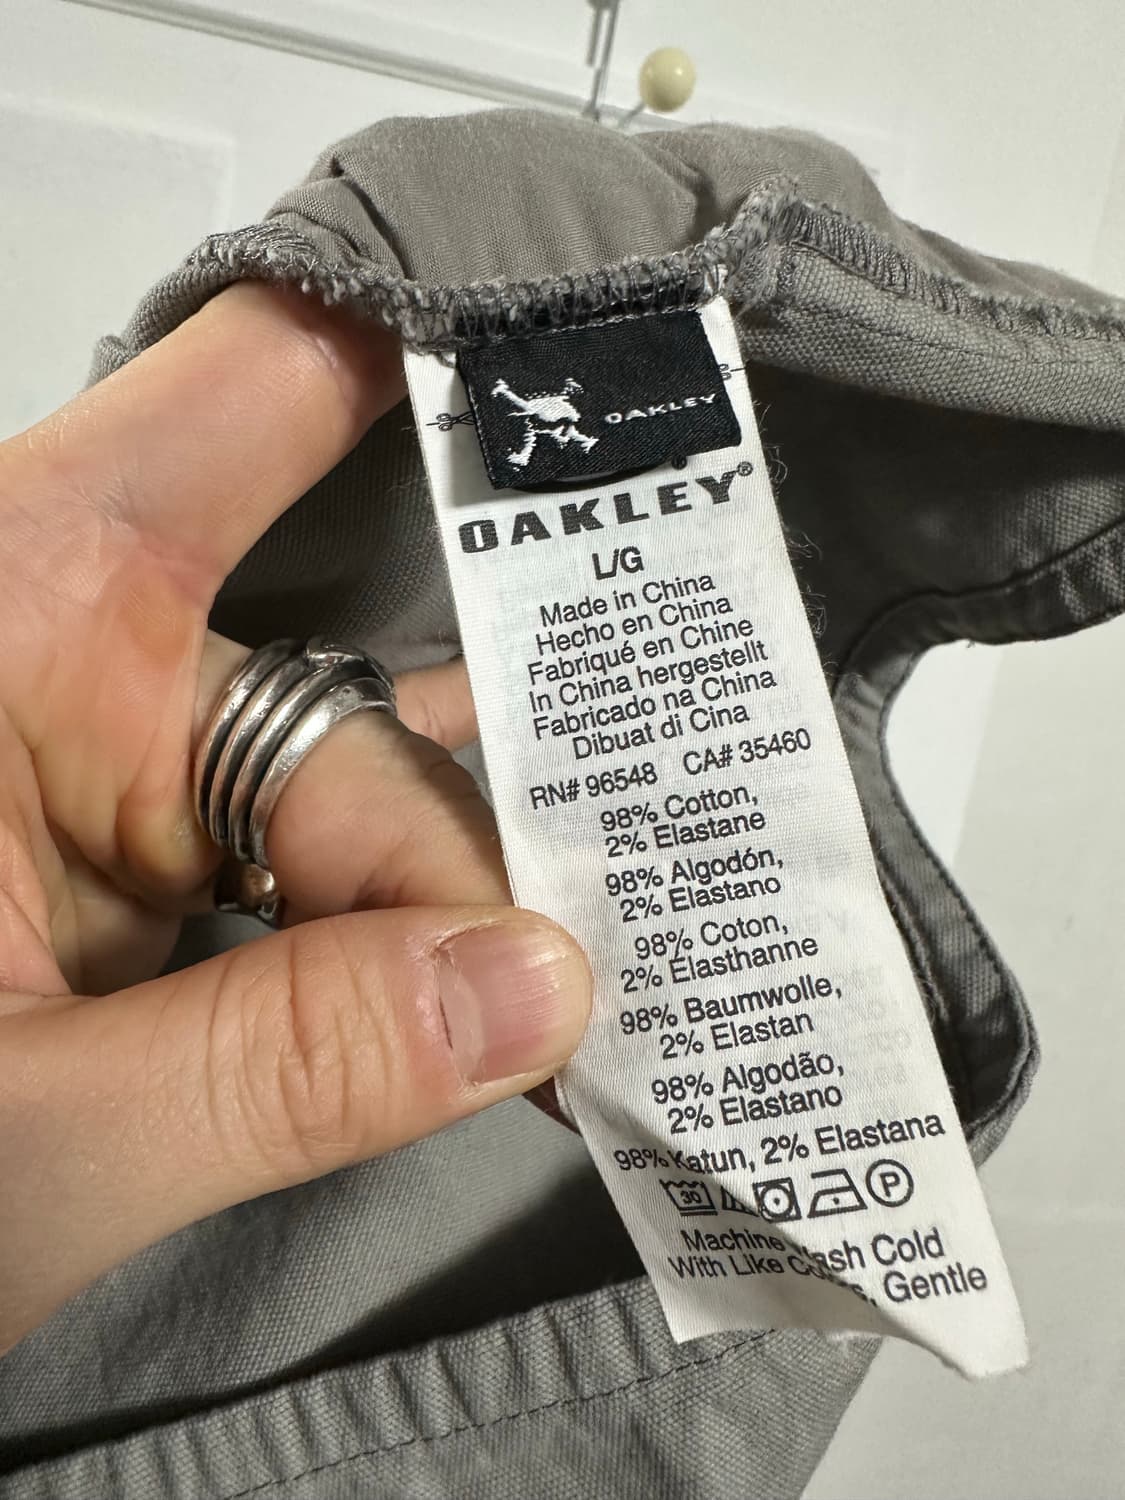 OAKLEY
OAKLEY®
L/G
Made in China
Hecho en China
Fabriqué en Chine
In China hergestellt
Fabricado na China
Dibuat di Cina
RN# 96548 CA# 35460
98% Cotton,
2% Elastane
98% Algodón,
2% Elastano
98% Coton,
2% Élasthanne
98% Baumwolle,
2% Elastan
98% Algodão,
2% Elastano
98% Katun, 2% Elastana
30 P
Machine Cold
With Like Gentle